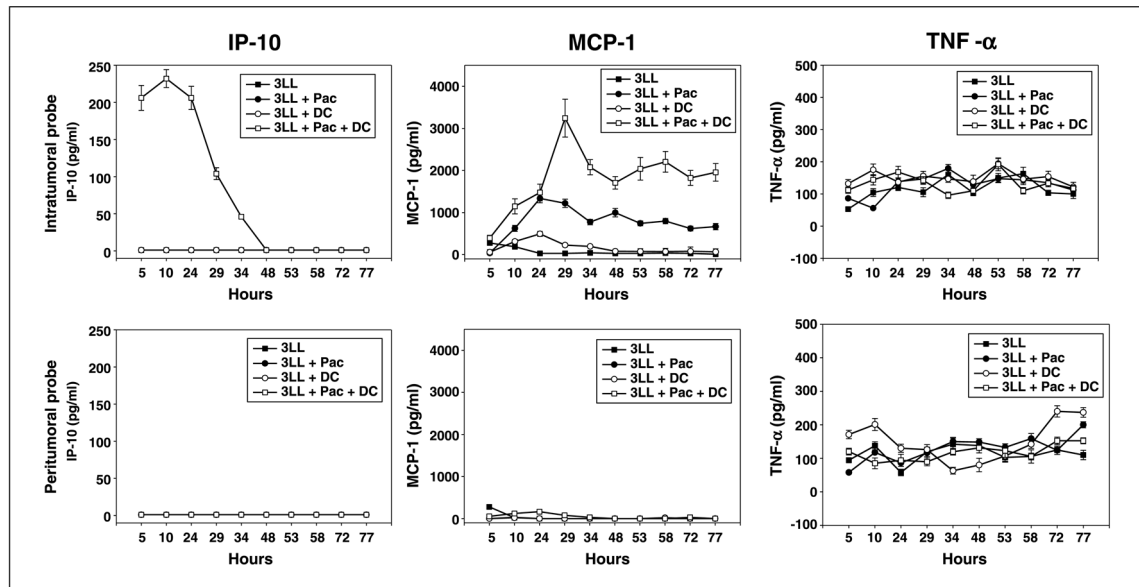 IP-10
MCP-1
TNF -α
Intratumoral probe
IP-10 (pg/ml)
250
200
150
100
50
0
3LL
3LL + Pac
3LL + DC
3LL + Pac + DC
5 10 24 29 34 48 53 58 72 77
Hours
MCP-1 (pg/ml)
4000
3000
2000
1000
0
3LL
3LL + Pac
3LL + DC
3LL + Pac + DC
5 10 24 29 34 48 53 58 72 77
Hours
TNF-α (pg/ml)
500
400
300
200
100
0
-100
3LL
3LL + Pac
3LL + DC
3LL + Pac + DC
5 10 24 29 34 48 53 58 72 77
Hours
Peritumoral probe
IP-10 (pg/ml)
250
200
150
100
50
0
3LL
3LL + Pac
3LL + DC
3LL + Pac + DC
5 10 24 29 34 48 53 58 72 77
Hours
MCP-1 (pg/ml)
4000
3000
2000
1000
0
3LL
3LL + Pac
3LL + DC
3LL + Pac + DC
5 10 24 29 34 48 53 58 72 77
Hours
TNF-α (pg/ml)
500
400
300
200
100
0
-100
3LL
3LL + Pac
3LL + DC
3LL + Pac + DC
5 10 24 29 34 48 53 58 72 77
Hours